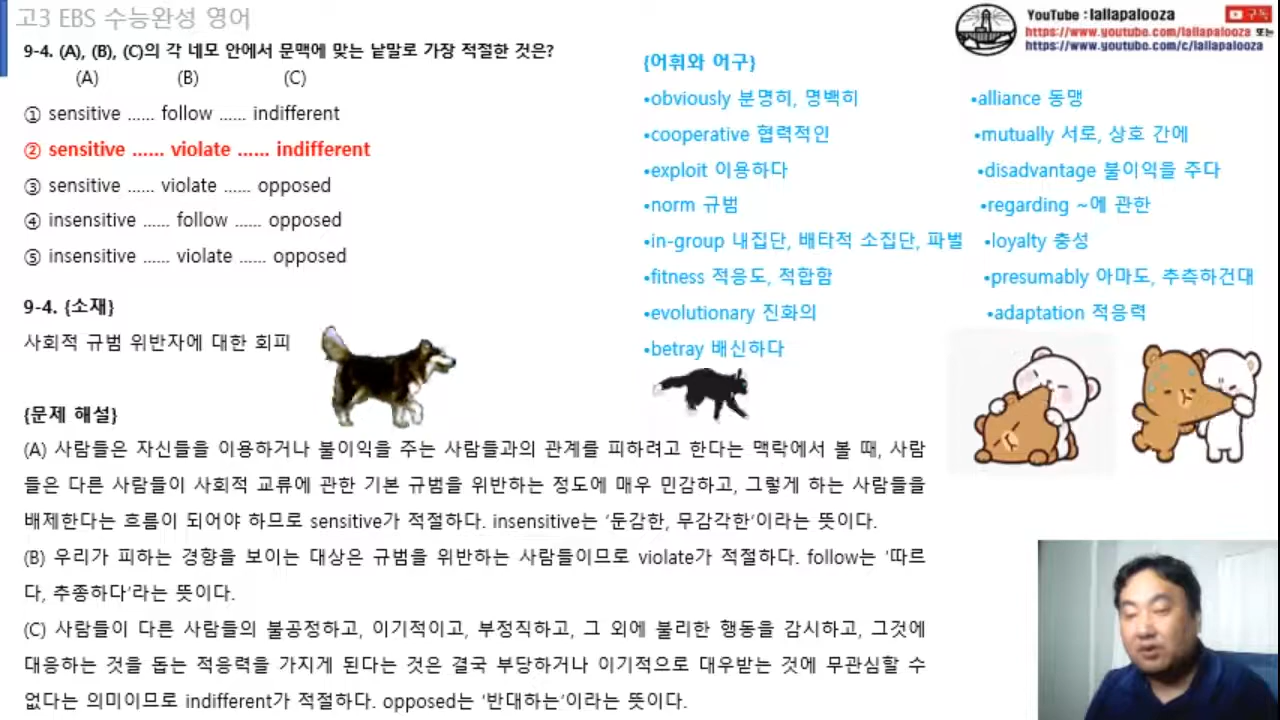 고3 EBS 수능완성 영어
YouTube : lallapalooza
구독
https://www.youtube.com/lallapalooza 또는
https://www.youtube.com/c/lallapalooza
9-4. (A), (B), (C)의 각 네모 안에서 문맥에 맞는 낱말로 가장 적절한 것은?
(A) (B) (C)
① sensitive ...... follow ...... indifferent
② sensitive ...... violate ...... indifferent
③ sensitive ...... violate ...... opposed
④ insensitive ...... follow ...... opposed
⑤ insensitive ...... violate ...... opposed
9-4. {소재}
사회적 규범 위반자에 대한 회피
{어휘와 어구}
•obviously 분명히, 명백히
•cooperative 협력적인
•exploit 이용하다
•norm 규범
•in-group 내집단, 배타적 소집단, 파벌
•fitness 적응도, 적합함
•evolutionary 진화의
•betray 배신하다
•alliance 동맹
•mutually 서로, 상호 간에
•disadvantage 불이익을 주다
•regarding ~에 관한
•loyalty 충성
•presumably 아마도, 추측하건대
•adaptation 적응력
{문제 해설}
(A) 사람들은 자신들을 이용하거나 불이익을 주는 사람들과의 관계를 피하려고 한다는 맥락에서 볼 때, 사람
들은 다른 사람들이 사회적 교류에 관한 기본 규범을 위반하는 정도에 매우 민감하고, 그렇게 하는 사람들을
배제한다는 흐름이 되어야 하므로 sensitive가 적절하다. insensitive는 ‘둔감한, 무감각한’이라는 뜻이다.
(B) 우리가 피하는 경향을 보이는 대상은 규범을 위반하는 사람들이므로 violate가 적절하다. follow는 ‘따르
다, 추종하다’라는 뜻이다.
(C) 사람들이 다른 사람들의 불공정하고, 이기적이고, 부정직하고, 그 외에 불리한 행동을 감시하고, 그것에
대응하는 것을 돕는 적응력을 가지게 된다는 것은 결국 부당하거나 이기적으로 대우받는 것에 무관심할 수
없다는 의미이므로 indifferent가 적절하다. opposed는 ‘반대하는’이라는 뜻이다.